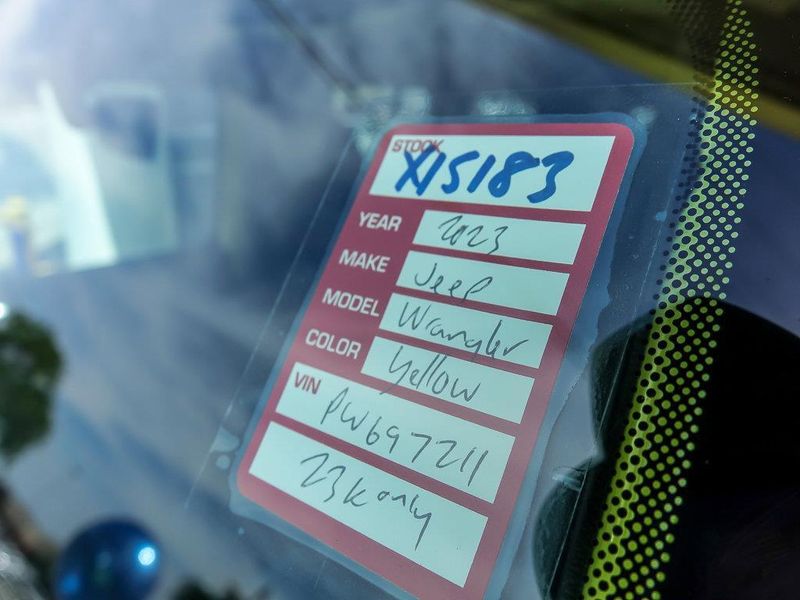 STOCK
X15183
YEAR 2023
MAKE Jeep
MODEL Wrangler
COLOR Yellow
VIN
PW697211
23K only